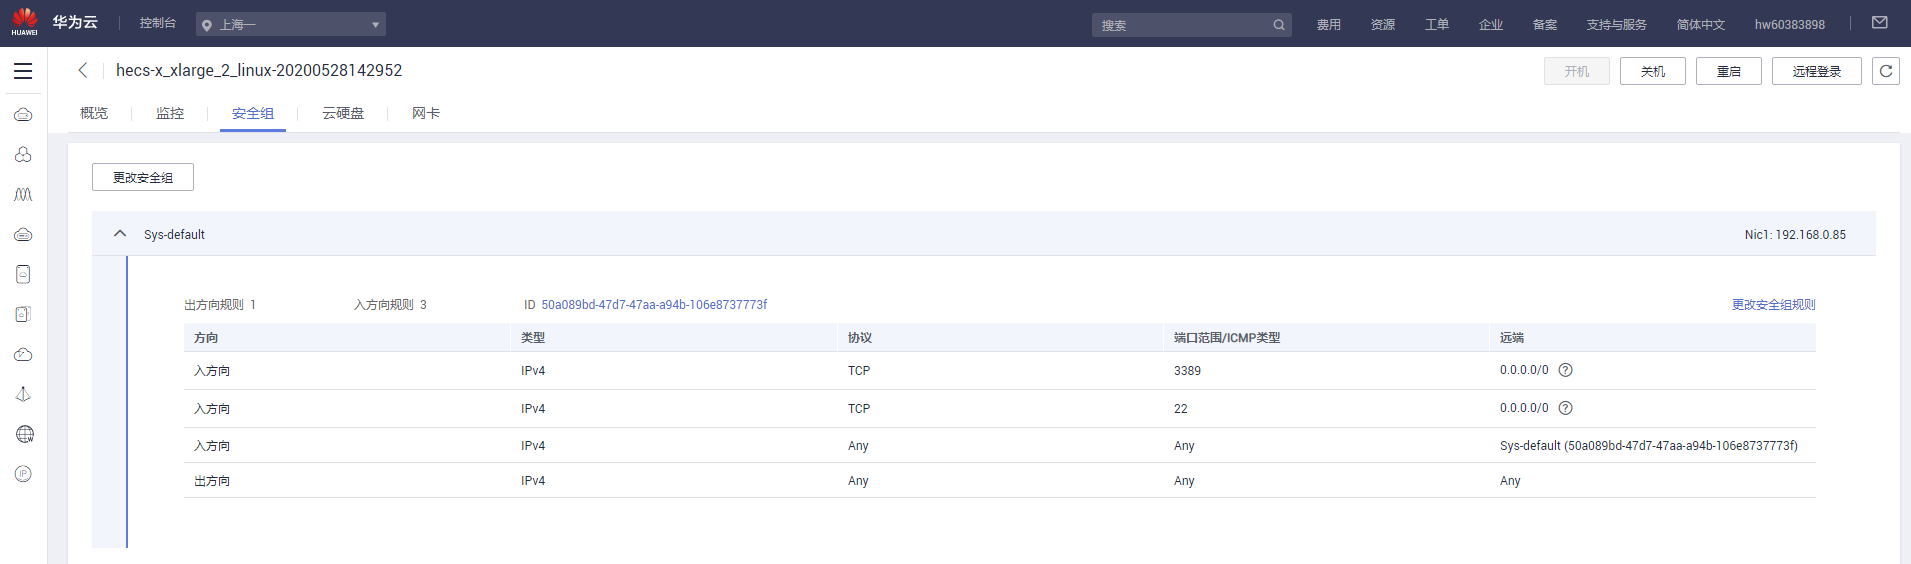 HUAWEI 华为云 控制台 上海一 搜索 费用 资源 工单 企业 备案 支持与服务 简体中文 hw60383898
hecs-x_xlarge_2_linux-20200528142952 开机 关机 重启 远程登录
概览 监控 安全组 云硬盘 网卡
更改安全组
Sys-default Nic1: 192.168.0.85
出方向规则 1 入方向规则 3 ID 50a089bd-47d7-47aa-a94b-106e8737773f 更改安全组规则
方向 类型 协议 端口范围/ICMP类型 远端
入方向 IPv4 TCP 3389 0.0.0.0/0
入方向 IPv4 TCP 22 0.0.0.0/0
入方向 IPv4 Any Any Sys-default (50a089bd-47d7-47aa-a94b-106e8737773f)
出方向 IPv4 Any Any Any